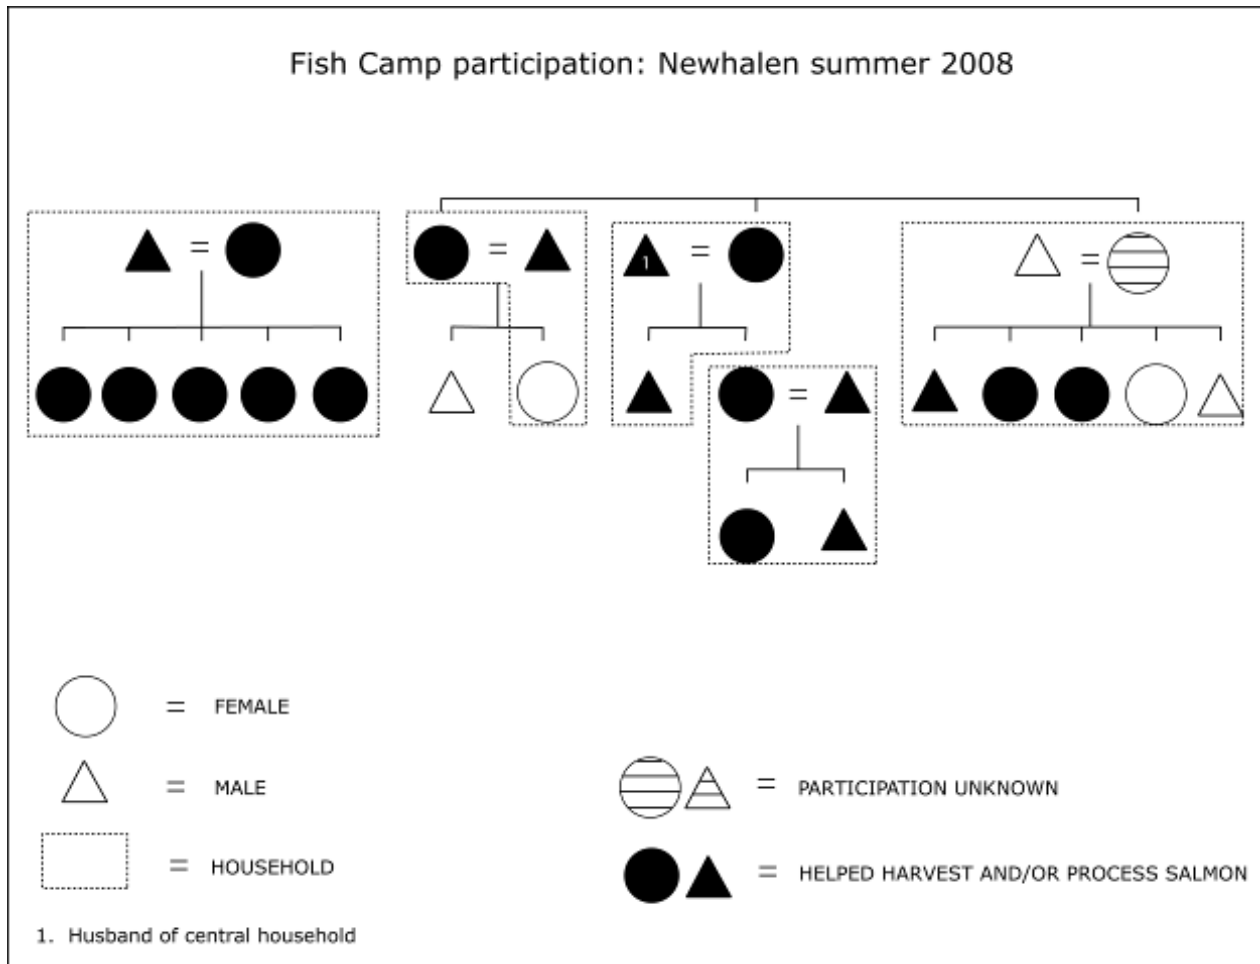 Fish Camp participation: Newhalen summer 2008
=
=
1 =
=
=
= FEMALE
= MALE
= PARTICIPATION UNKNOWN
= HOUSEHOLD
= HELPED HARVEST AND/OR PROCESS SALMON
1. Husband of central household